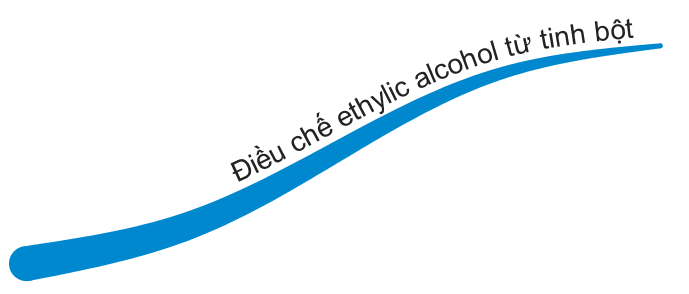 Điều chế ethylic alcohol từ tinh bột